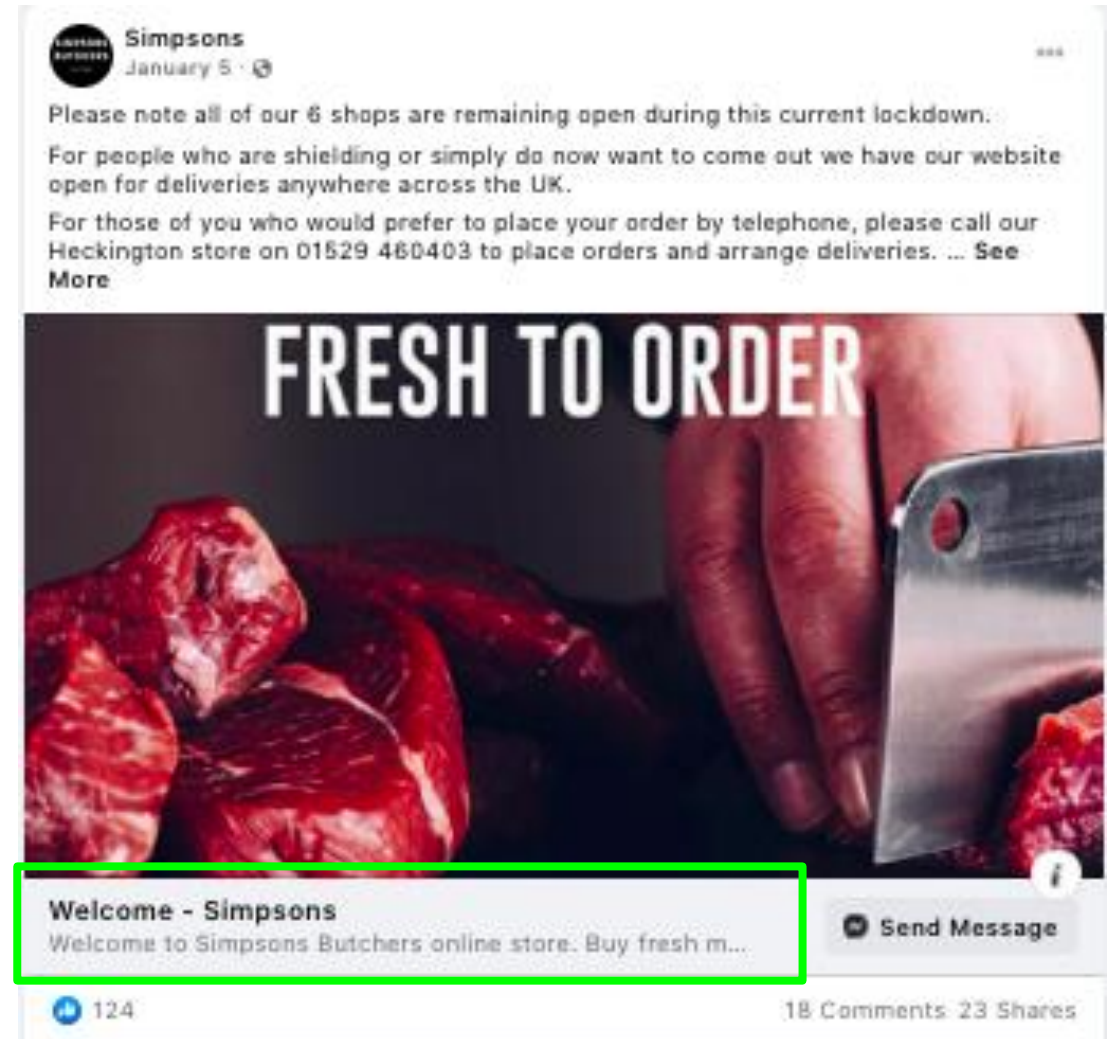 SIMPSONS
BUTCHERS
Simpsons
January 5 ·
Please note all of our 6 shops are remaining open during this current lockdown.
For people who are shielding or simply do now want to come out we have our website
open for deliveries anywhere across the UK.
For those of you who would prefer to place your order by telephone, please call our
Heckington store on 01529 460403 to place orders and arrange deliveries. ... See
More
FRESH TO ORDER
i
Welcome - Simpsons
Welcome to Simpsons Butchers online store. Buy fresh m...
Send Message
124
18 Comments 23 Shares